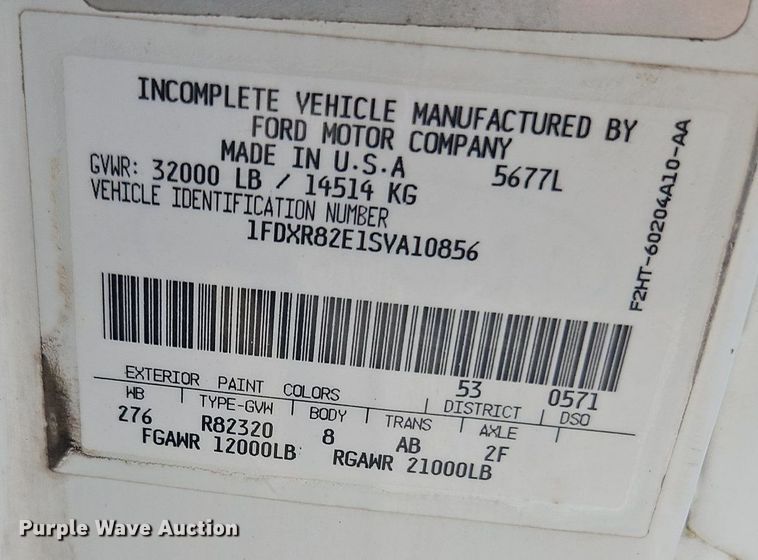 INCOMPLETE VEHICLE MANUFACTURED BY
FORD MOTOR COMPANY
MADE IN U.S.A 5677L
GVWR: 32000 LB / 14514 KG
VEHICLE IDENTIFICATION NUMBER
1FDXR82E1SVA10856
F2HT-60204A10-AA
EXTERIOR PAINT COLORS 53 0571
WB TYPE-GVW BODY TRANS DISTRICT AXLE DSO
276 R82320 8 AB 2F
FGAWR 12000LB RGAWR 21000LB
Purple Wave Auction